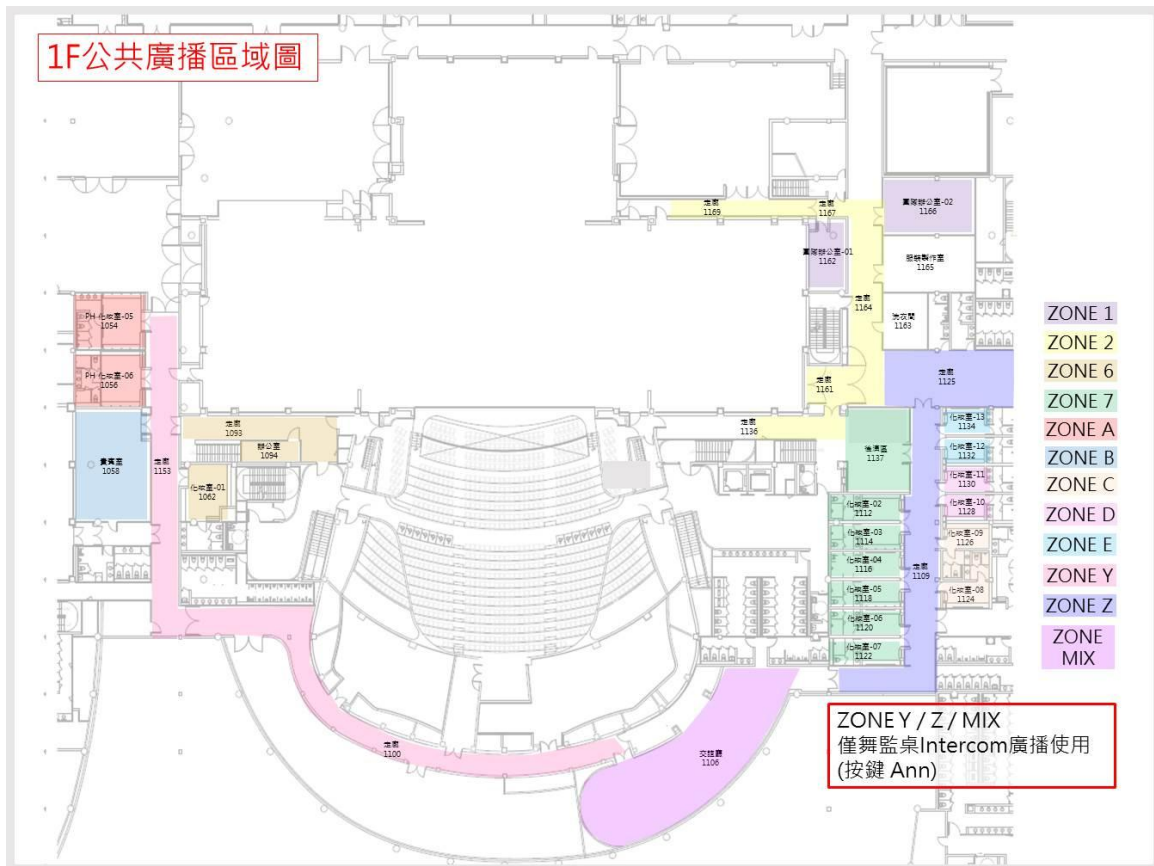 1F公共廣播區域圖
走廊
1169
走廊
1167
團隊辦公室-02
1166
團隊辦公室-01
1162
服裝製作室
1165
走廊
1164
洗衣間
1163
PH 化妝室-05
1054
PH 化妝室-06
1056
走廊
1161
走廊
1125
走廊
1093
走廊
1136
辦公室
1094
貴賓室
1058
走廊
1153
化妝室-01
1062
候演區
1137
化妝室-13
1134
化妝室-12
1132
化妝室-11
1130
化妝室-10
1128
化妝室-09
1126
化妝室-08
1124
化妝室-02
1112
化妝室-03
1114
化妝室-04
1116
化妝室-05
1118
化妝室-06
1120
化妝室-07
1122
走廊
1109
走廊
1100
交誼廳
1106
ZONE 1
ZONE 2
ZONE 6
ZONE 7
ZONE A
ZONE B
ZONE C
ZONE D
ZONE E
ZONE Y
ZONE Z
ZONE
MIX
ZONE Y / Z / MIX
僅舞監桌Intercom廣播使用
(按鍵 Ann)